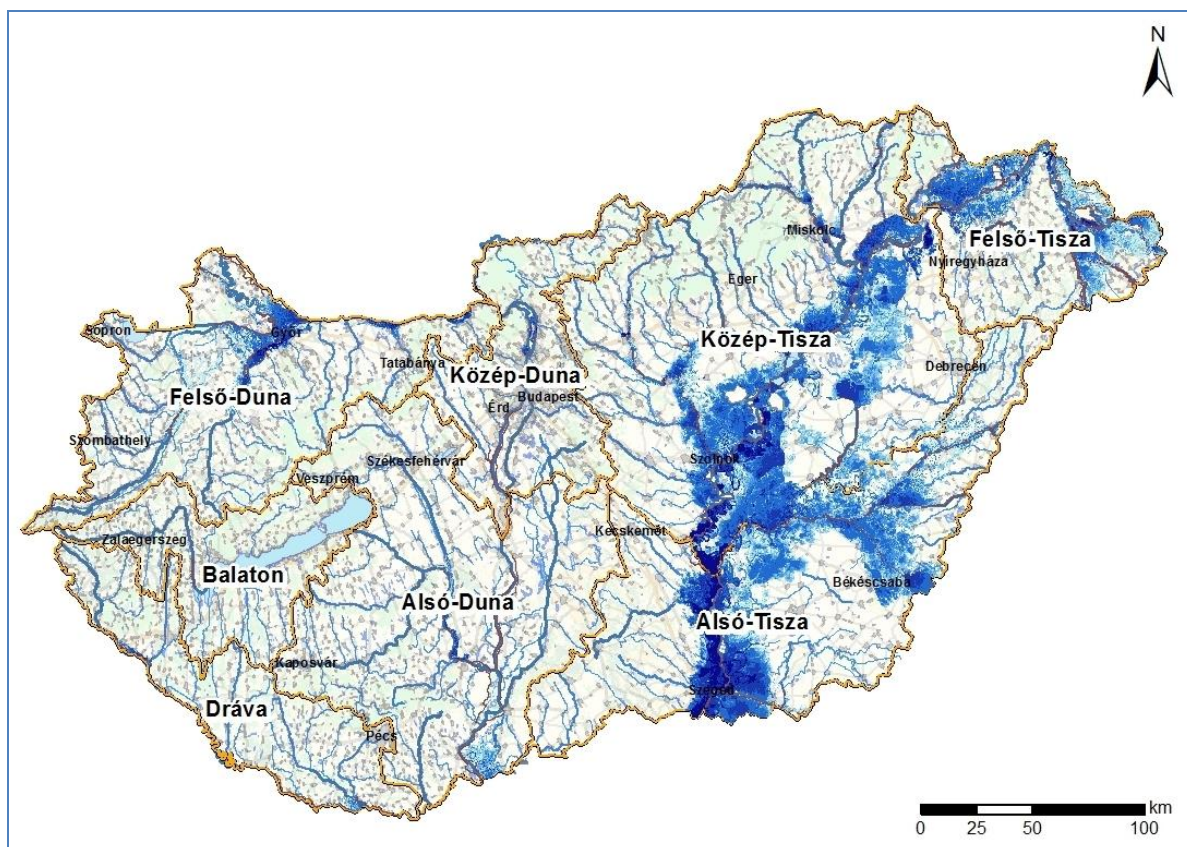 N
Miskolc
Felső-Tisza
Nyíregyháza
Eger
Sopron
Győr
Közép-Tisza
Tatabánya
Közép-Duna
Debrecen
Felső-Duna
Budapest
Érd
Szombathely
Székesfehérvár
Szolnok
Veszprém
Kecskemét
Zalaegerszeg
Balaton
Békéscsaba
Alsó-Duna
Alsó-Tisza
Kaposvár
Szeged
Dráva
Pécs
km
0 25 50 100